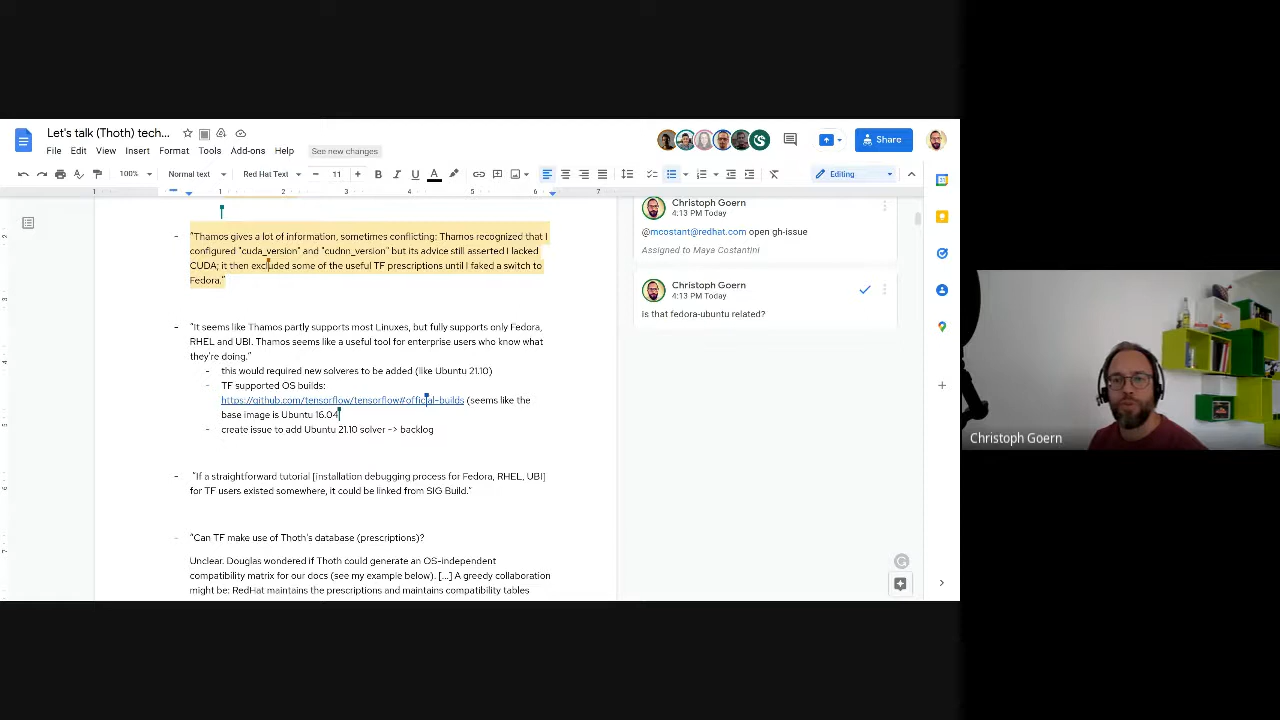 Let's talk (Thoth) tech...
File Edit View Insert Format Tools Add-ons Help See new changes
Share
100% Normal text Red Hat Text 11 B I U A Editing
1 1 2 3 4 5 6 7
"Thamos gives a lot of information, sometimes conflicting: Thamos recognized that I
configured "cuda_version" and "cudnn_version" but its advice still asserted I lacked
CUDA; it then excluded some of the useful TF prescriptions until I faked a switch to
Fedora."
- "It seems like Thamos partly supports most Linuxes, but fully supports only Fedora,
RHEL and UBI. Thamos seems like a useful tool for enterprise users who know what
they're doing."
- this would required new solveres to be added (like Ubuntu 21.10)
- TF supported OS builds:
https://github.com/tensorflow/tensorflow#official-builds (seems like the
base image is Ubuntu 16.04
- create issue to add Ubuntu 21.10 solver -> backlog
- "If a straightforward tutorial [installation debugging process for Fedora, RHEL, UBI]
for TF users existed somewhere, it could be linked from SIG Build."
- "Can TF make use of Thoth's database (prescriptions)?
Unclear. Douglas wondered if Thoth could generate an OS-independent
compatibility matrix for our docs (see my example below). [...] A greedy collaboration
might be: RedHat maintains the prescriptions and maintains compatibility tables
Christoph Goern
4:13 PM Today
@mcostant@redhat.com open gh-issue
Assigned to Maya Costantini
Christoph Goern
4:13 PM Today
is that fedora-ubuntu related?
Christoph Goern